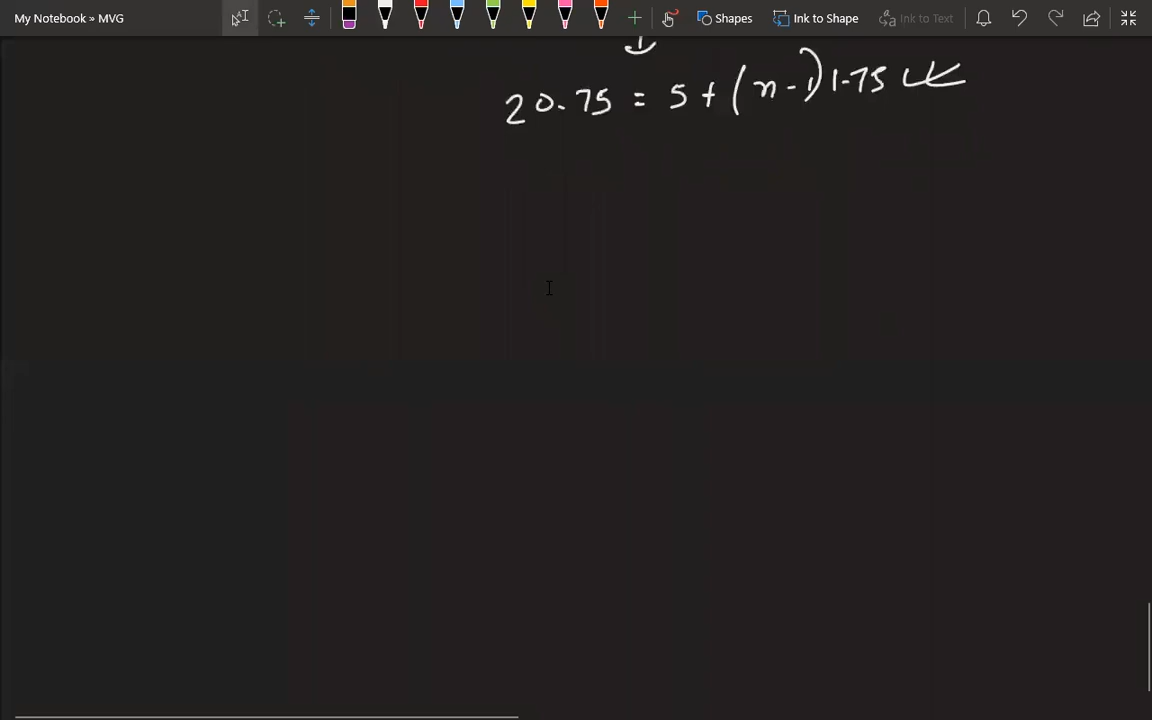 My Notebook » MVG
Shapes
Ink to Shape
Ink to Text
20.75 = 5 + (n-1) 1.75